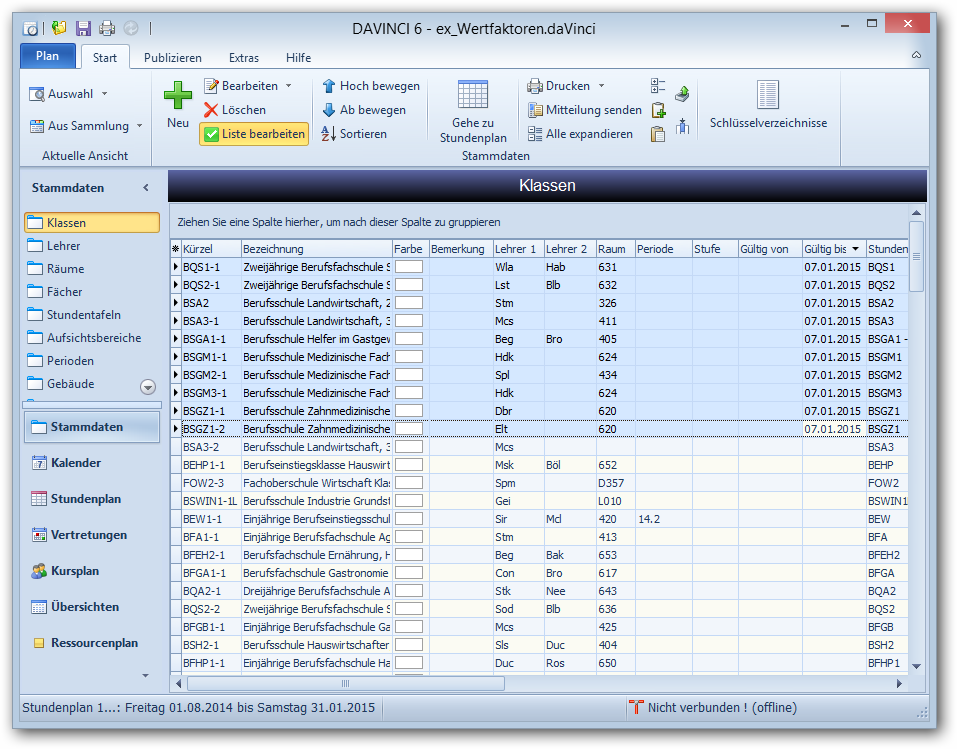 DAVINCI 6 - ex_Wertfaktoren.daVinci
Plan Start Publizieren Extras Hilfe
Auswahl
Aus Sammlung
Aktuelle Ansicht
Neu
Bearbeiten
Löschen
Liste bearbeiten
Hoch bewegen
Ab bewegen
Sortieren
Gehe zu
Stundenplan
Drucken
Mitteilung senden
Alle expandieren
Stammdaten
Schlüsselverzeichnisse
Stammdaten
Klassen
Lehrer
Räume
Fächer
Stundentafeln
Aufsichtsbereiche
Perioden
Gebäude
Stammdaten
Kalender
Stundenplan
Vertretungen
Kursplan
Übersichten
Ressourcenplan
Klassen
Ziehen Sie eine Spalte hierher, um nach dieser Spalte zu gruppieren
Kürzel Bezeichnung Farbe Bemerkung Lehrer 1 Lehrer 2 Raum Periode Stufe Gültig von Gültig bis Stunden
BQS1-1 Zweijährige Berufsfachschule S Wla Hab 631 07.01.2015 BQS1
BQS2-1 Zweijährige Berufsfachschule S Lst Blb 632 07.01.2015 BQS2
BSA2 Berufsschule Landwirtschaft, 2 Stm 326 07.01.2015 BSA2
BSA3-1 Berufsschule Landwirtschaft, 3 Mcs 411 07.01.2015 BSA3
BSGA1-1 Berufsschule Helfer im Gastgew Beg Bro 405 07.01.2015 BSGA1 -
BSGM1-1 Berufsschule Medizinische Fach Hdk 624 07.01.2015 BSGM1
BSGM2-1 Berufsschule Medizinische Fach Spl 434 07.01.2015 BSGM2
BSGM3-1 Berufsschule Medizinische Fach Hdk 624 07.01.2015 BSGM3
BSGZ1-1 Berufsschule Zahnmedizinische Dbr 620 07.01.2015 BSGZ1
BSGZ1-2 Berufsschule Zahnmedizinische Elt 620 07.01.2015 BSGZ1
BSA3-2 Berufsschule Landwirtschaft, 3 Mcs BSA3
BEHP1-1 Berufseinstiegsklasse Hauswirt Msk Böl 652 BEHP
FOW2-3 Fachoberschule Wirtschaft Klas Spm D357 FOW2
BSWIN1-1L Berufsschule Industrie Grundst Gei L010 BSWIN1
BEW1-1 Einjährige Berufseinstiegsschul Sir Mcl 420 14.2 BEW
BFA1-1 Einjährige Berufsfachschule Ag Stm 413 BFA
BFEH2-1 Berufsfachschule Ernährung, H Beg Bak 653 BFEH2
BFGA1-1 Berufsfachschule Gastronomie Con Bro 617 BFGA
BQA2-1 Dreijährige Berufsfachschule A Stk Nee 643 BQA2
BQS2-2 Zweijährige Berufsfachschule S Sod Blb 636 BQS2
BFGB1-1 Einjährige Berufsfachschule Ga Mcs 425 BFGB
BSH2-1 Berufsschule Hauswirtschafter Sls Duc 404 BSH2
BFHP1-1 Einjährige Berufsfachschule Ha Duc Ros 650 BFHP1
Stundenplan 1...: Freitag 01.08.2014 bis Samstag 31.01.2015
Nicht verbunden ! (offline)